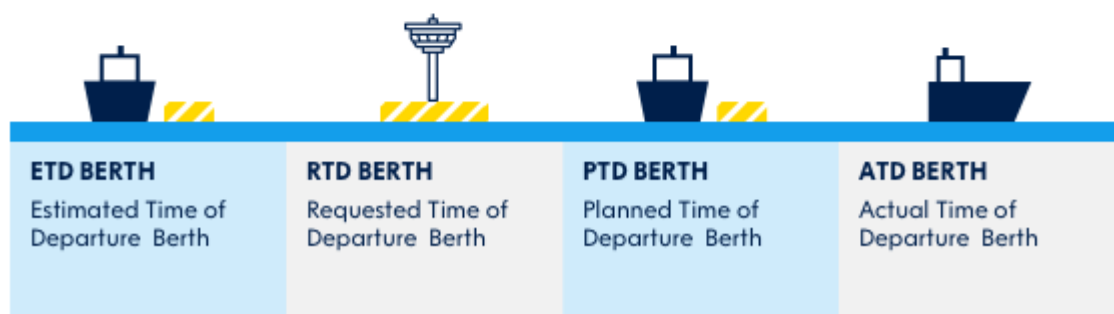 ETD BERTH
Estimated Time of
Departure Berth
RTD BERTH
Requested Time of
Departure Berth
PTD BERTH
Planned Time of
Departure Berth
ATD BERTH
Actual Time of
Departure Berth